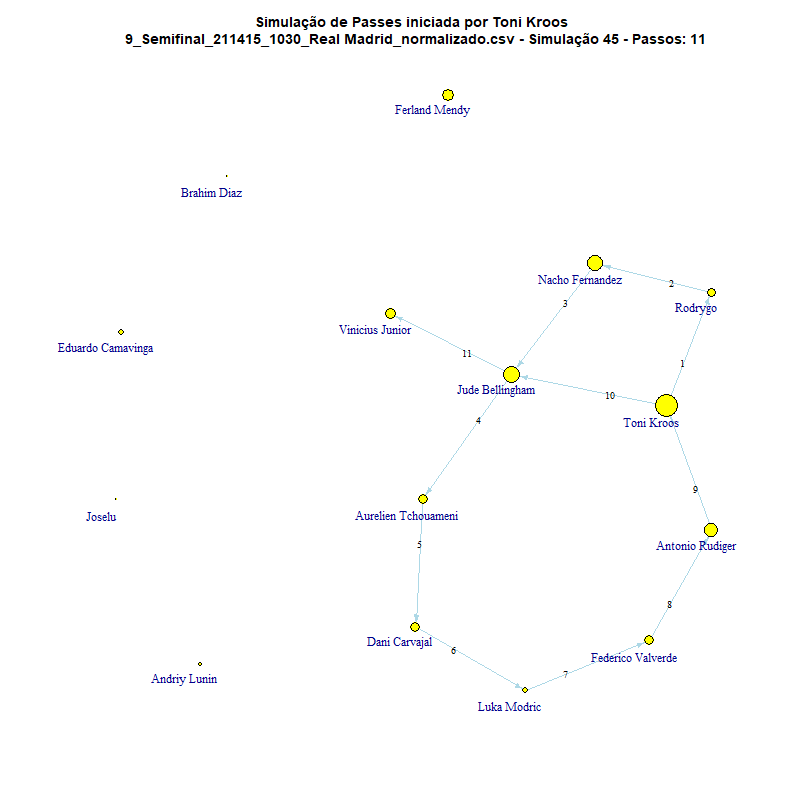 Simulação de Passes iniciada por Toni Kroos
9_Semifinal_211415_1030_Real Madrid_normalizado.csv - Simulação 45 - Passos: 11
Ferland Mendy
Brahim Diaz
Nacho Fernandez
2
Rodrygo
3
Vinicius Junior
Eduardo Camavinga
11
1
Jude Bellingham
10
Toni Kroos
4
9
Aurelien Tchouameni
Joselu
5
Antonio Rudiger
8
Dani Carvajal
6
Federico Valverde
7
Andriy Lunin
Luka Modric